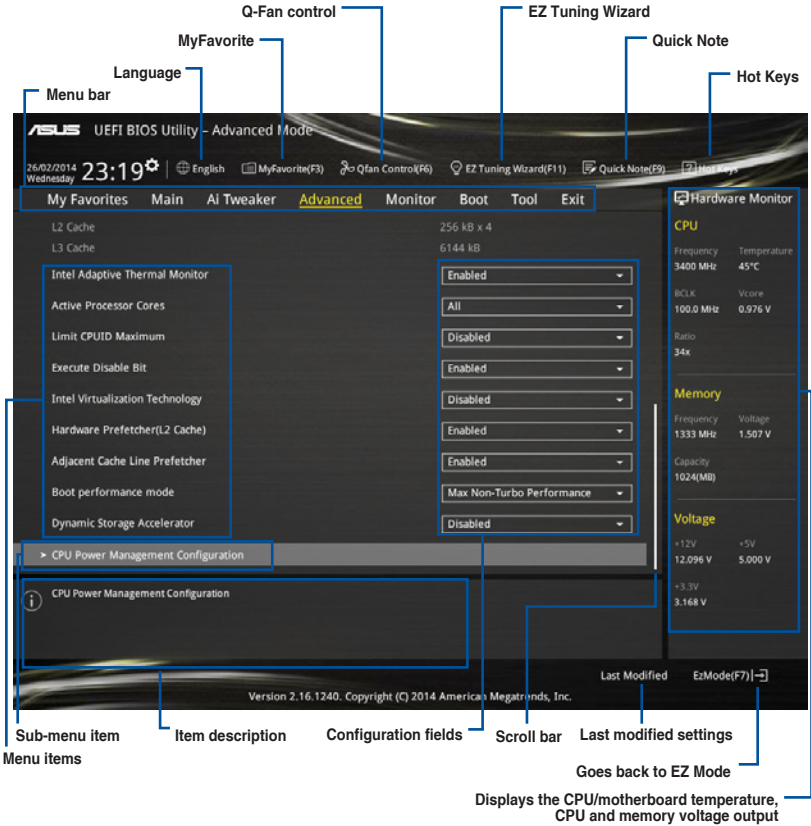 Q-Fan control
EZ Tuning Wizard
MyFavorite
Quick Note
Language
Hot Keys
Menu bar
ASUS UEFI BIOS Utility – Advanced Mode
26/02/2014
Wednesday
23:19
English
MyFavorite(F3)
Qfan Control(F6)
EZ Tuning Wizard(F11)
Quick Note(F9)
Hot Keys
My Favorites Main Ai Tweaker Advanced Monitor Boot Tool Exit
Hardware Monitor
L2 Cache 256 kB x 4
L3 Cache 6144 kB
Intel Adaptive Thermal Monitor Enabled
Active Processor Cores All
Limit CPUID Maximum Disabled
Execute Disable Bit Enabled
Intel Virtualization Technology Disabled
Hardware Prefetcher(L2 Cache) Enabled
Adjacent Cache Line Prefetcher Enabled
Boot performance mode Max Non-Turbo Performance
Dynamic Storage Accelerator Disabled
> CPU Power Management Configuration
CPU Power Management Configuration
CPU
Frequency Temperature
3400 MHz 45°C
BCLK Vcore
100.0 MHz 0.976 V
Ratio
34x
Memory
Frequency Voltage
1333 MHz 1.507 V
Capacity
1024(MB)
Voltage
+12V +5V
12.096 V 5.000 V
+3.3V
3.168 V
Last Modified EzMode(F7)
Version 2.16.1240. Copyright (C) 2014 American Megatrends, Inc.
Sub-menu item
Item description
Configuration fields
Scroll bar
Last modified settings
Menu items
Goes back to EZ Mode
Displays the CPU/motherboard temperature,
CPU and memory voltage output